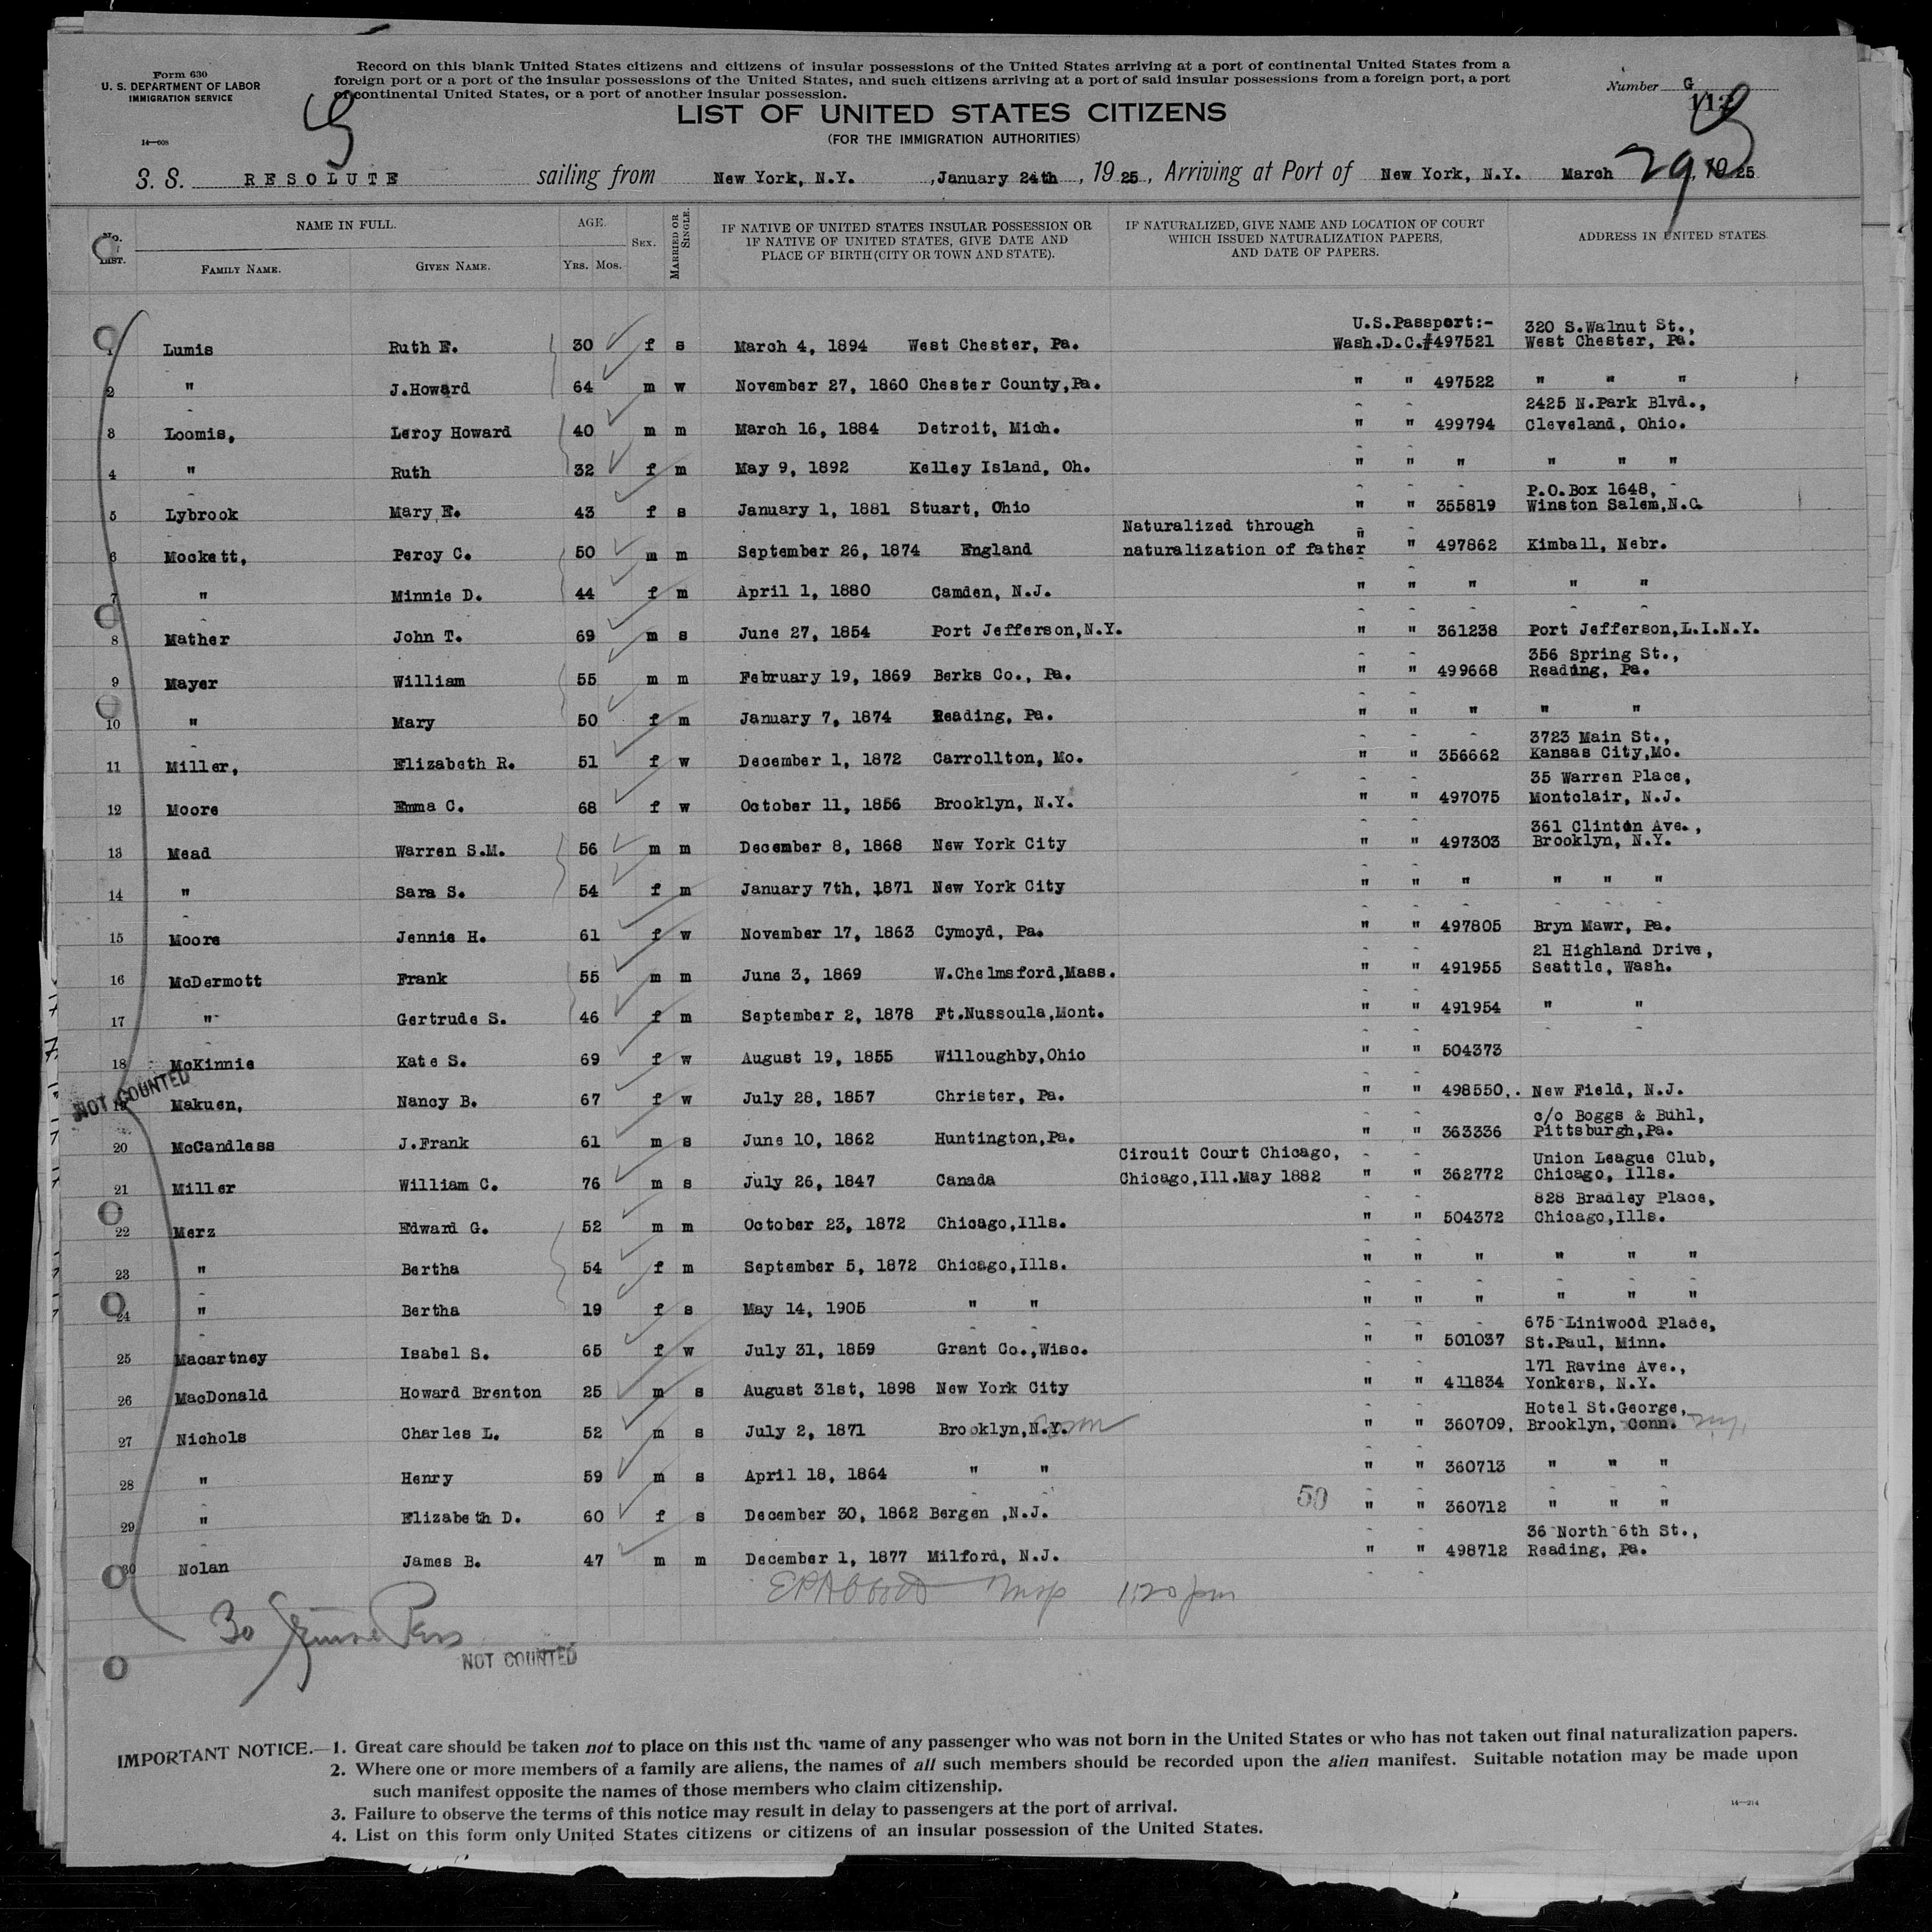 Form 630
U. S. DEPARTMENT OF LABOR
IMMIGRATION SERVICE
14—608
Record on this blank United States citizens and citizens of insular possessions of the United States arriving at a port of continental United States from a
foreign port or a port of the insular possessions of the United States, and such citizens arriving at a port of said insular possessions from a foreign port, a port
of continental United States, or a port of another insular possession.
Number G
112
LIST OF UNITED STATES CITIZENS
(FOR THE IMMIGRATION AUTHORITIES)
S. S. RESOLUTE sailing from New York, N.Y. , January 24th , 19 25 , Arriving at Port of New York, N.Y. March 29 , 19 25
NO. LIST. NAME IN FULL. FAMILY NAME. GIVEN NAME. AGE. YRS. MOS. SEX. MARRIED OR SINGLE.
IF NATIVE OF UNITED STATES INSULAR POSSESSION OR
IF NATIVE OF UNITED STATES, GIVE DATE AND
PLACE OF BIRTH (CITY OR TOWN AND STATE).
IF NATURALIZED, GIVE NAME AND LOCATION OF COURT
WHICH ISSUED NATURALIZATION PAPERS,
AND DATE OF PAPERS.
ADDRESS IN UNITED STATES
U.S.Passport:- 320 S.Walnut St.,
1 Lumis Ruth E. 30 f s March 4, 1894 West Chester, Pa. Wash.D.C.#497521 West Chester, Pa.
2 " J.Howard 64 m w November 27, 1860 Chester County,Pa. " " 497522 " " "
2425 N.Park Blvd.,
3 Loomis, Leroy Howard 40 m m March 16, 1884 Detroit, Mich. " " 499794 Cleveland, Ohio.
4 " Ruth 32 f m May 9, 1892 Kelley Island, Oh. " " " " " "
P.O.Box 1648,
5 Lybrook Mary E. 43 f s January 1, 1881 Stuart, Ohio " " 355819 Winston Salem,N.C.
Naturalized through
6 Mockett, Percy C. 50 m m September 26, 1874 England naturalization of father " " 497862 Kimball, Nebr.
7 " Minnie D. 44 f m April 1, 1880 Camden, N.J. " " " " "
8 Mather John T. 69 m s June 27, 1854 Port Jefferson,N.Y. " " 361238 Port Jefferson,L.I.N.Y.
356 Spring St.,
9 Mayer William 55 m m February 19, 1869 Berks Co., Pa. " " 499668 Reading, Pa.
10 " Mary 50 f m January 7, 1874 Reading, Pa. " " " " "
3723 Main St.,
11 Miller, Elizabeth R. 51 f w December 1, 1872 Carrollton, Mo. " " 356662 Kansas City,Mo.
35 Warren Place,
12 Moore Emma C. 68 f w October 11, 1856 Brooklyn, N.Y. " " 497075 Montclair, N.J.
361 Clinton Ave.,
13 Mead Warren S.M. 56 m m December 8, 1868 New York City " " 497303 Brooklyn, N.Y.
14 " Sara S. 54 f m January 7th, 1871 New York City " " " " " "
15 Moore Jennie H. 61 f w November 17, 1863 Cymoyd, Pa. " " 497805 Bryn Mawr, Pa.
21 Highland Drive,
16 McDermott Frank 55 m m June 3, 1869 W.Chelmsford,Mass. " " 491955 Seattle, Wash.
17 " Gertrude S. 46 f m September 2, 1878 Ft.Nussoula,Mont. " " 491954 " "
18 McKinnie Kate S. 69 f w August 19, 1855 Willoughby,Ohio " " 504373
NOT COUNTED
19 Makuen, Nancy B. 67 f w July 28, 1857 Christer, Pa. " " 498550,. New Field, N.J.
c/o Boggs & Buhl,
20 McCandless J.Frank 61 m s June 10, 1862 Huntington,Pa. " " 363336 Pittsburgh,Pa.
Circuit Court Chicago, Union League Club,
21 Miller William C. 76 m s July 26, 1847 Canada Chicago,Ill.May 1882 " " 362772 Chicago, Ills.
828 Bradley Place,
22 Merz Edward G. 52 m m October 23, 1872 Chicago,Ills. " " 504372 Chicago,Ills.
23 " Bertha 54 f m September 5, 1872 Chicago,Ills. " " " " " "
24 " Bertha 19 f s May 14, 1905 " " " " " " " "
675 Liniwood Place,
25 Macartney Isabel S. 65 f w July 31, 1859 Grant Co.,Wisc. " " 501037 St.Paul, Minn.
171 Ravine Ave.,
26 MacDonald Howard Brenton 25 m s August 31st, 1898 New York City " " 411834 Yonkers, N.Y.
Hotel St.George,
27 Nichols Charles L. 52 m s July 2, 1871 Brooklyn,N.Y. Conn " " 360709, Brooklyn, Conn. N.Y.
28 " Henry 59 m s April 18, 1864 " " " " 360713 " " "
50
29 " Elizabeth D. 60 f s December 30, 1862 Bergen ,N.J. " " 360712 " " "
36 North 6th St.,
30 Nolan James B. 47 m m December 1, 1877 Milford, N.J. " " 498712 Reading, Pa.
Insp 1:20 pm
30
NOT COUNTED
IMPORTANT NOTICE.—1. Great care should be taken not to place on this list the name of any passenger who was not born in the United States or who has not taken out final naturalization papers.
2. Where one or more members of a family are aliens, the names of all such members should be recorded upon the alien manifest. Suitable notation may be made upon
such manifest opposite the names of those members who claim citizenship.
3. Failure to observe the terms of this notice may result in delay to passengers at the port of arrival.
4. List on this form only United States citizens or citizens of an insular possession of the United States.
14—214